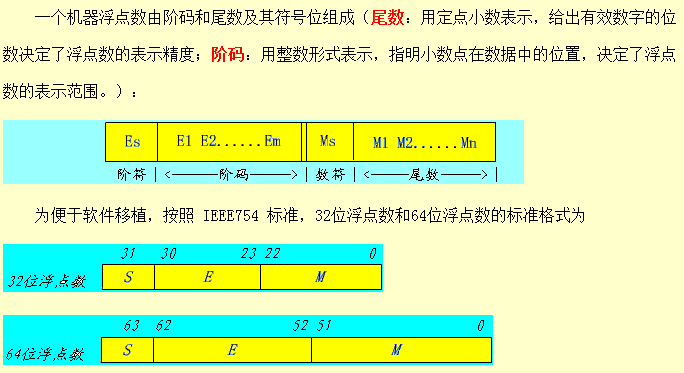 一个机器浮点数由阶码和尾数及其符号位组成（尾数：用定点小数表示，给出有效数字的位
数决定了浮点数的表示精度；阶码：用整数形式表示，指明小数点在数据中的位置，决定了浮点
数的表示范围。）：
Es E1 E2......Em Ms M1 M2......Mn
阶符 |<——阶码——>| 数符 |<——尾数——>|
为便于软件移植，按照 IEEE754 标准，32位浮点数和64位浮点数的标准格式为
31 30 23 22 0
32位浮点数 S E M
63 62 52 51 0
64位浮点数 S E M